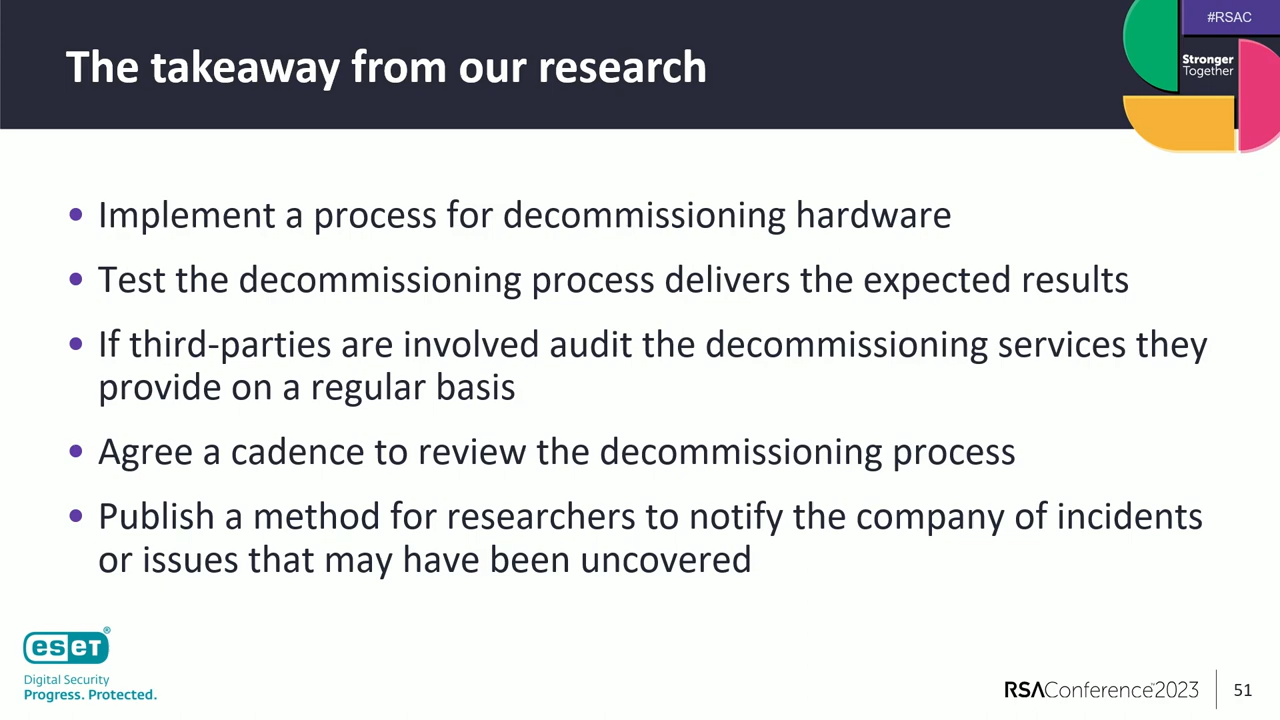 #RSAC
The takeaway from our research
Stronger
Together
• Implement a process for decommissioning hardware
• Test the decommissioning process delivers the expected results
• If third-parties are involved audit the decommissioning services they
provide on a regular basis
• Agree a cadence to review the decommissioning process
• Publish a method for researchers to notify the company of incidents
or issues that may have been uncovered
eseT®
Digital Security
Progress. Protected.
RSAConference™2023
51